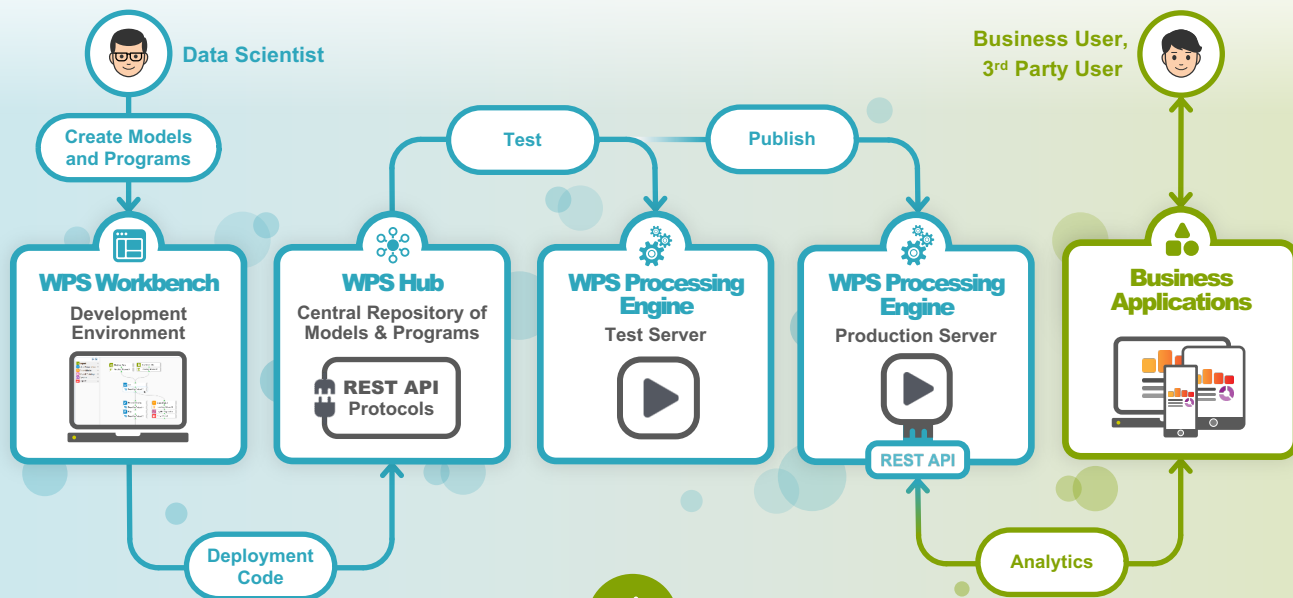 Data Scientist
Business User,
3rd Party User
Create Models
and Programs
Test
Publish
WPS Workbench
Development
Environment
WPS Hub
Central Repository of
Models & Programs
REST API
Protocols
WPS Processing
Engine
Test Server
WPS Processing
Engine
Production Server
REST API
Business
Applications
Deployment
Code
Analytics